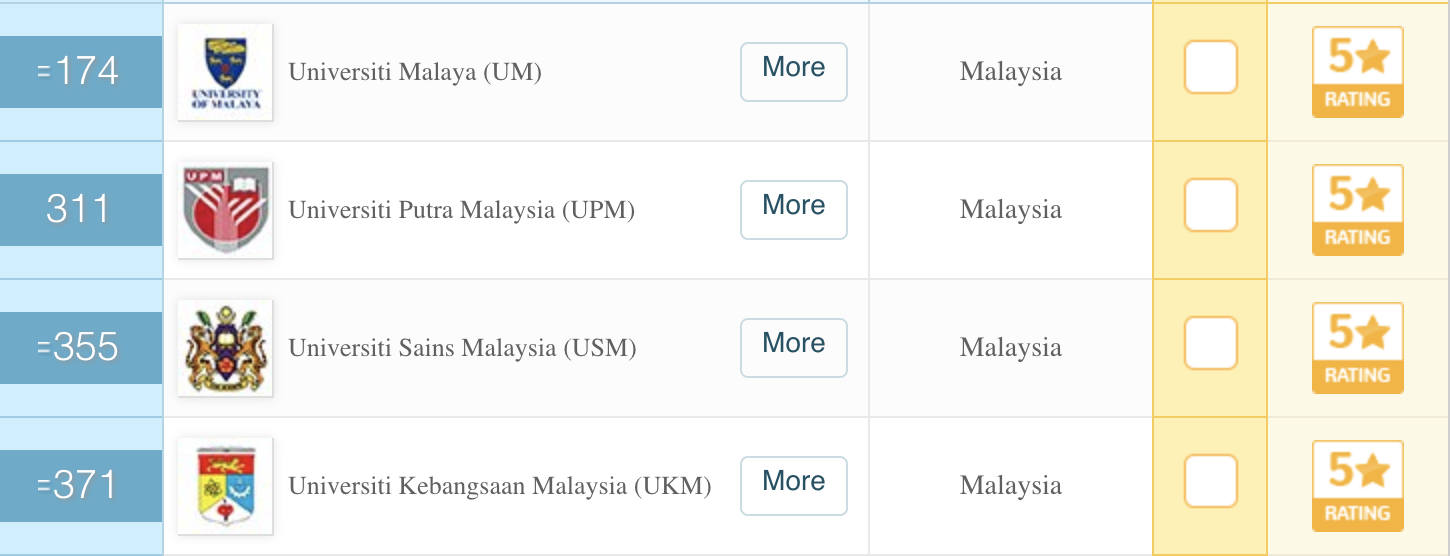 =174
UNIVERSITY
OF MALAYA
Universiti Malaya (UM)
More
Malaysia
5
RATING
311
UPM
Universiti Putra Malaysia (UPM)
More
Malaysia
5
RATING
=355
Universiti Sains Malaysia (USM)
More
Malaysia
5
RATING
=371
Universiti Kebangsaan Malaysia (UKM)
More
Malaysia
5
RATING